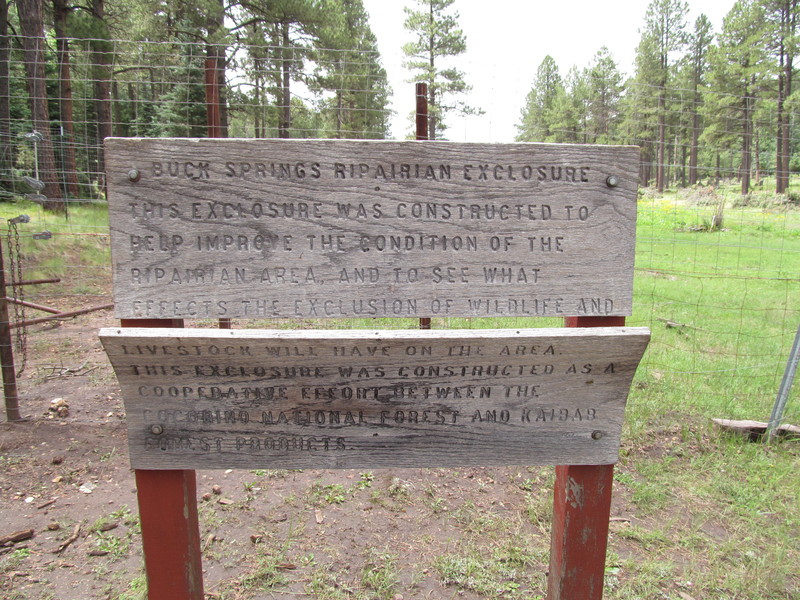 BUCK SPRINGS RIPAIRIAN EXCLOSURE
THIS EXCLOSURE WAS CONSTRUCTED TO
HELP IMPROVE THE CONDITION OF THE
RIPAIRIAN AREA, AND TO SEE WHAT
EFFECTS THE EXCLUSION OF WILDLIFE AND
LIVESTOCK WILL HAVE ON THE AREA
THIS EXCLOSURE WAS CONSTRUCTED AS A
COOPERATIVE EFFORT BETWEEN THE
COCONINO NATIONAL FOREST AND KAIBAB
FOREST PRODUCTS.